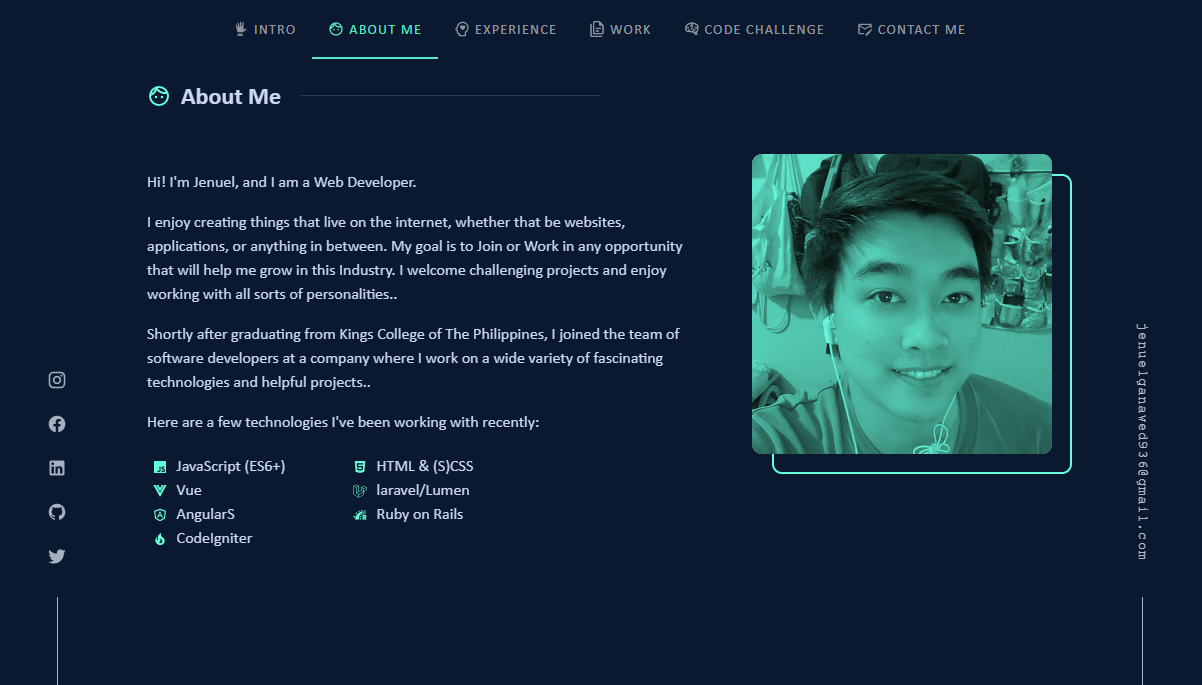 INTRO
ABOUT ME
EXPERIENCE
WORK
CODE CHALLENGE
CONTACT ME
About Me
Hi! I'm Jenuel, and I am a Web Developer.
I enjoy creating things that live on the internet, whether that be websites,
applications, or anything in between. My goal is to Join or Work in any opportunity
that will help me grow in this Industry. I welcome challenging projects and enjoy
working with all sorts of personalities..
Shortly after graduating from Kings College of The Philippines, I joined the team of
software developers at a company where I work on a wide variety of fascinating
technologies and helpful projects..
Here are a few technologies I've been working with recently:
JavaScript (ES6+)
HTML & (S)CSS
Vue
laravel/Lumen
AngularS
Ruby on Rails
CodeIgniter
jenuelganawed936@gmail.com